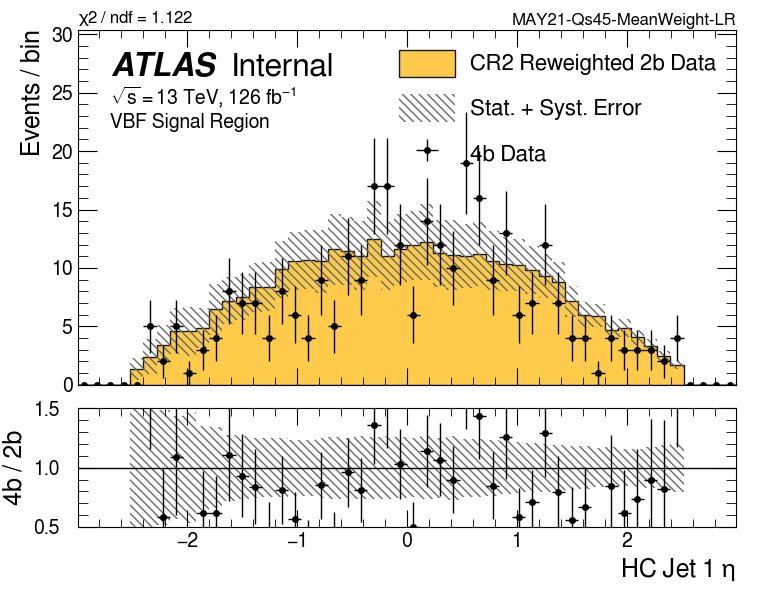 χ² / ndf = 1.122 MAY21-Qs45-MeanWeight-LR
ATLAS Internal
√s = 13 TeV, 126 fb⁻¹
VBF Signal Region
CR2 Reweighted 2b Data
Stat. + Syst. Error
4b Data
Events / bin
30
25
20
15
10
5
0
4b / 2b
1.5
1.0
0.5
−2 −1 0 1 2
HC Jet 1 η